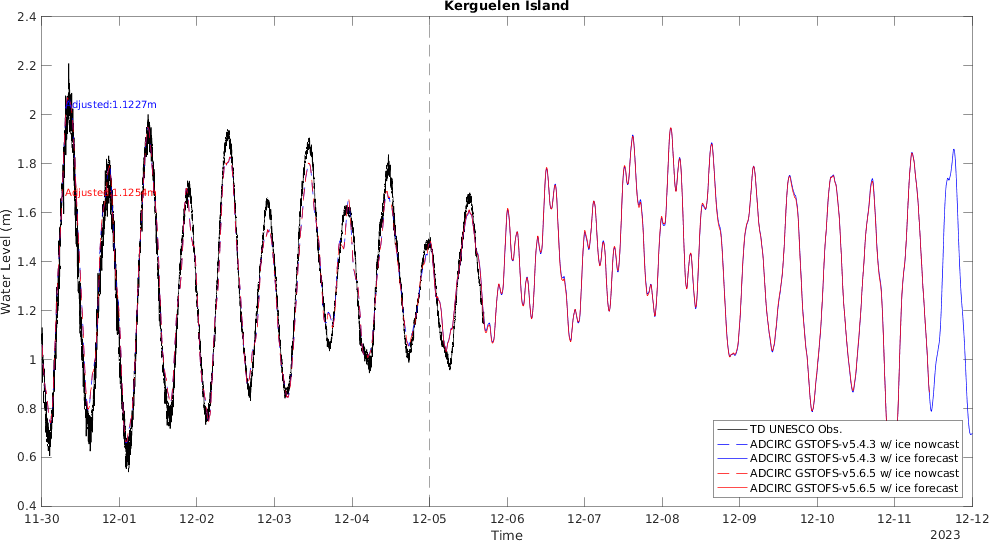 Kerguelen Island
2.4
2.2
2
1.8
1.6
1.4
1.2
1
0.8
0.6
0.4
Water Level (m)
Adjusted:1.1227m
Adjusted:1.1254m
TD UNESCO Obs.
ADCIRC GSTOFS-v5.4.3 w/ ice nowcast
ADCIRC GSTOFS-v5.4.3 w/ ice forecast
ADCIRC GSTOFS-v5.6.5 w/ ice nowcast
ADCIRC GSTOFS-v5.6.5 w/ ice forecast
11-30 12-01 12-02 12-03 12-04 12-05 12-06 12-07 12-08 12-09 12-10 12-11 12-12
Time 2023